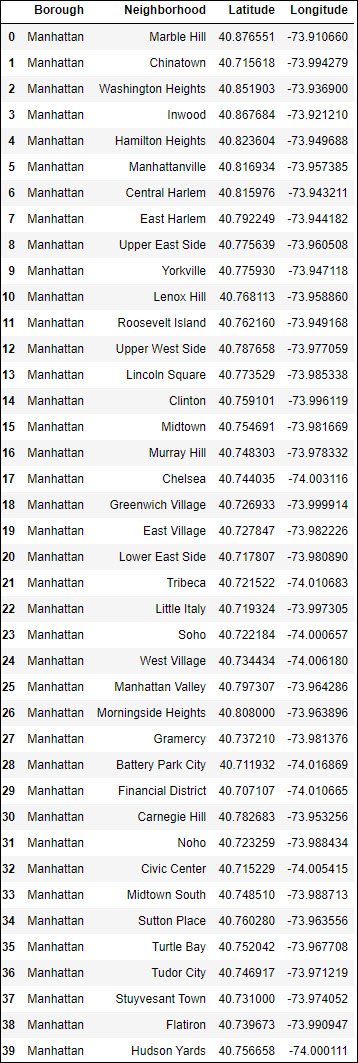 Borough Neighborhood Latitude Longitude
0 Manhattan Marble Hill 40.876551 -73.910660
1 Manhattan Chinatown 40.715618 -73.994279
2 Manhattan Washington Heights 40.851903 -73.936900
3 Manhattan Inwood 40.867684 -73.921210
4 Manhattan Hamilton Heights 40.823604 -73.949688
5 Manhattan Manhattanville 40.816934 -73.957385
6 Manhattan Central Harlem 40.815976 -73.943211
7 Manhattan East Harlem 40.792249 -73.944182
8 Manhattan Upper East Side 40.775639 -73.960508
9 Manhattan Yorkville 40.775930 -73.947118
10 Manhattan Lenox Hill 40.768113 -73.958860
11 Manhattan Roosevelt Island 40.762160 -73.949168
12 Manhattan Upper West Side 40.787658 -73.977059
13 Manhattan Lincoln Square 40.773529 -73.985338
14 Manhattan Clinton 40.759101 -73.996119
15 Manhattan Midtown 40.754691 -73.981669
16 Manhattan Murray Hill 40.748303 -73.978332
17 Manhattan Chelsea 40.744035 -74.003116
18 Manhattan Greenwich Village 40.726933 -73.999914
19 Manhattan East Village 40.727847 -73.982226
20 Manhattan Lower East Side 40.717807 -73.980890
21 Manhattan Tribeca 40.721522 -74.010683
22 Manhattan Little Italy 40.719324 -73.997305
23 Manhattan Soho 40.722184 -74.000657
24 Manhattan West Village 40.734434 -74.006180
25 Manhattan Manhattan Valley 40.797307 -73.964286
26 Manhattan Morningside Heights 40.808000 -73.963896
27 Manhattan Gramercy 40.737210 -73.981376
28 Manhattan Battery Park City 40.711932 -74.016869
29 Manhattan Financial District 40.707107 -74.010665
30 Manhattan Carnegie Hill 40.782683 -73.953256
31 Manhattan Noho 40.723259 -73.988434
32 Manhattan Civic Center 40.715229 -74.005415
33 Manhattan Midtown South 40.748510 -73.988713
34 Manhattan Sutton Place 40.760280 -73.963556
35 Manhattan Turtle Bay 40.752042 -73.967708
36 Manhattan Tudor City 40.746917 -73.971219
37 Manhattan Stuyvesant Town 40.731000 -73.974052
38 Manhattan Flatiron 40.739673 -73.990947
39 Manhattan Hudson Yards 40.756658 -74.000111